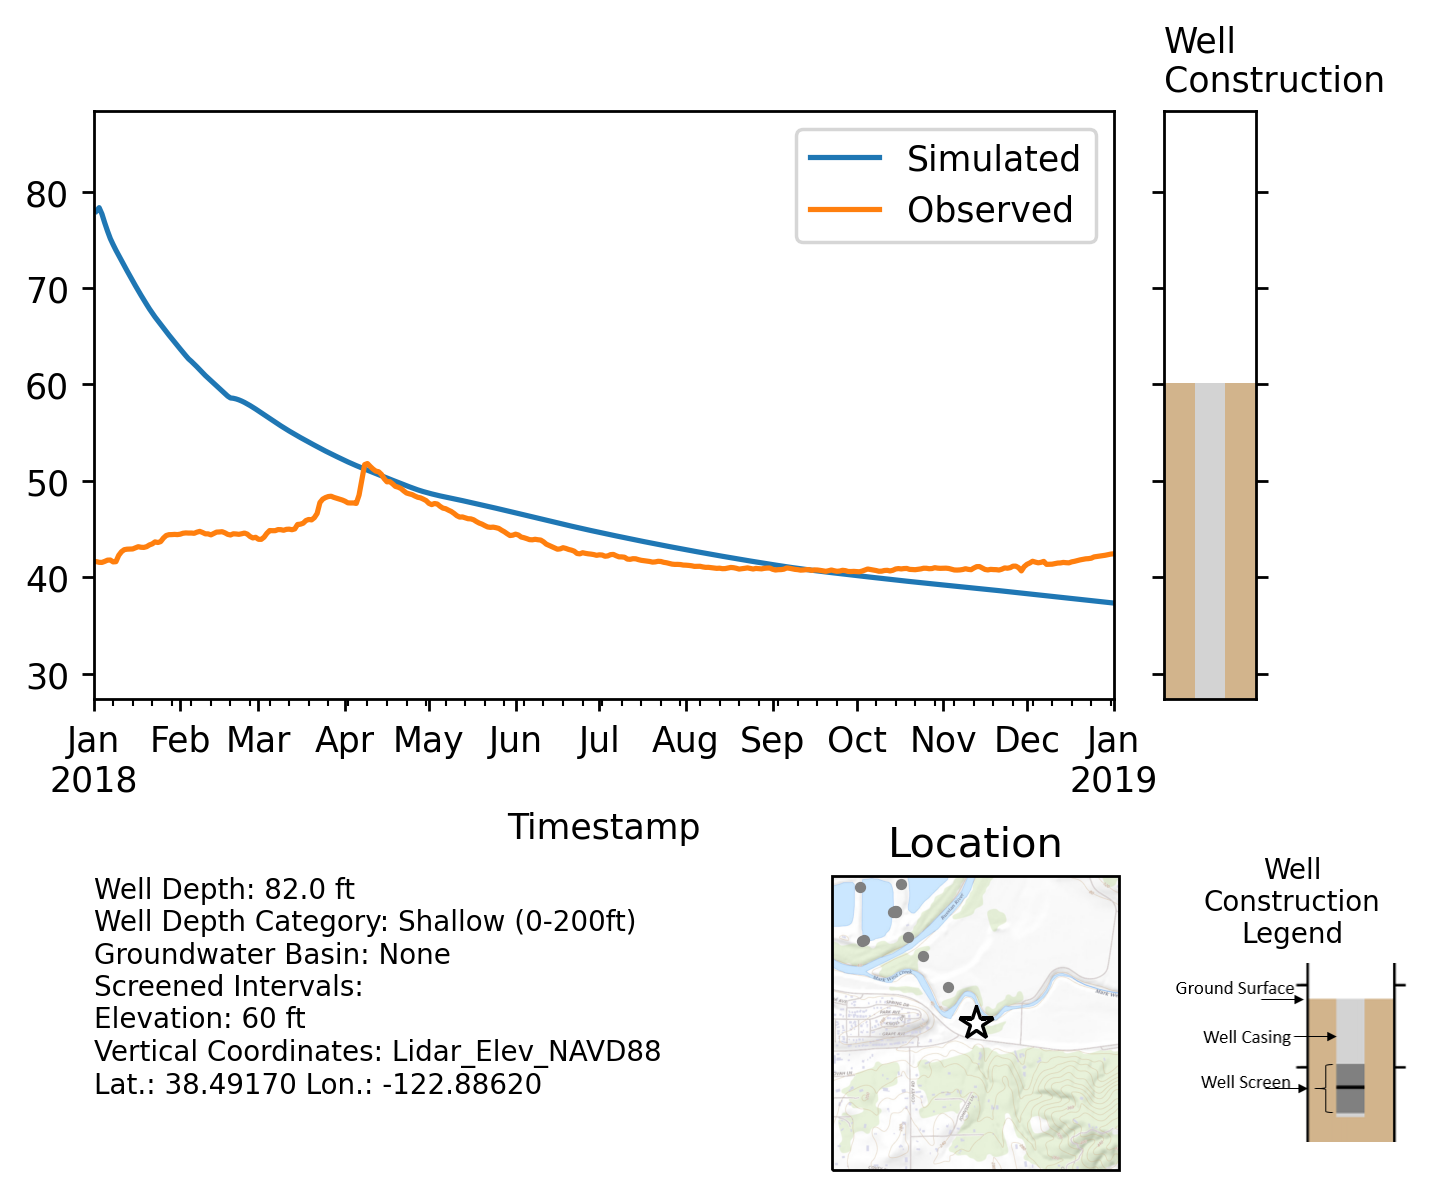 Well
Construction
Simulated
Observed
80
70
60
50
40
30
Jan Feb Mar Apr May Jun Jul Aug Sep Oct Nov Dec Jan
2018 2019
Timestamp
Well Depth: 82.0 ft
Well Depth Category: Shallow (0-200ft)
Groundwater Basin: None
Screened Intervals:
Elevation: 60 ft
Vertical Coordinates: Lidar_Elev_NAVD88
Lat.: 38.49170 Lon.: -122.88620
Location
Well
Construction
Legend
Ground Surface
Well Casing
Well Screen